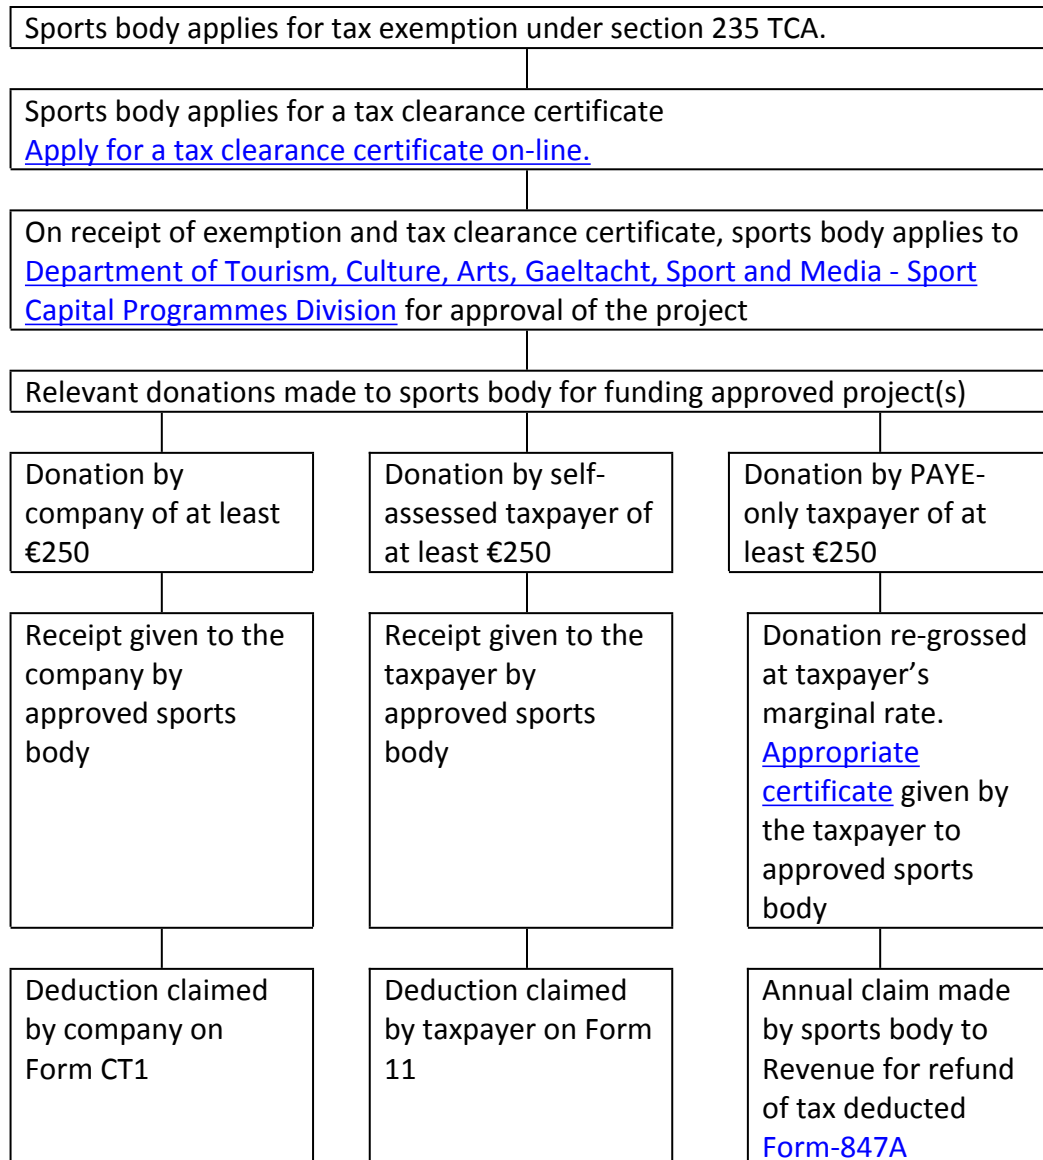 Sports body applies for tax exemption under section 235 TCA.
Sports body applies for a tax clearance certificate
Apply for a tax clearance certificate on-line.
On receipt of exemption and tax clearance certificate, sports body applies to
Department of Tourism, Culture, Arts, Gaeltacht, Sport and Media - Sport
Capital Programmes Division for approval of the project
Relevant donations made to sports body for funding approved project(s)
Donation by
company of at least
€250
Donation by self-
assessed taxpayer of
at least €250
Donation by PAYE-
only taxpayer of at
least €250
Receipt given to the
company by
approved sports
body
Receipt given to the
taxpayer by
approved sports
body
Donation re-grossed
at taxpayer’s
marginal rate.
Appropriate
certificate given by
the taxpayer to
approved sports
body
Deduction claimed
by company on
Form CT1
Deduction claimed
by taxpayer on Form
11
Annual claim made
by sports body to
Revenue for refund
of tax deducted
Form-847A